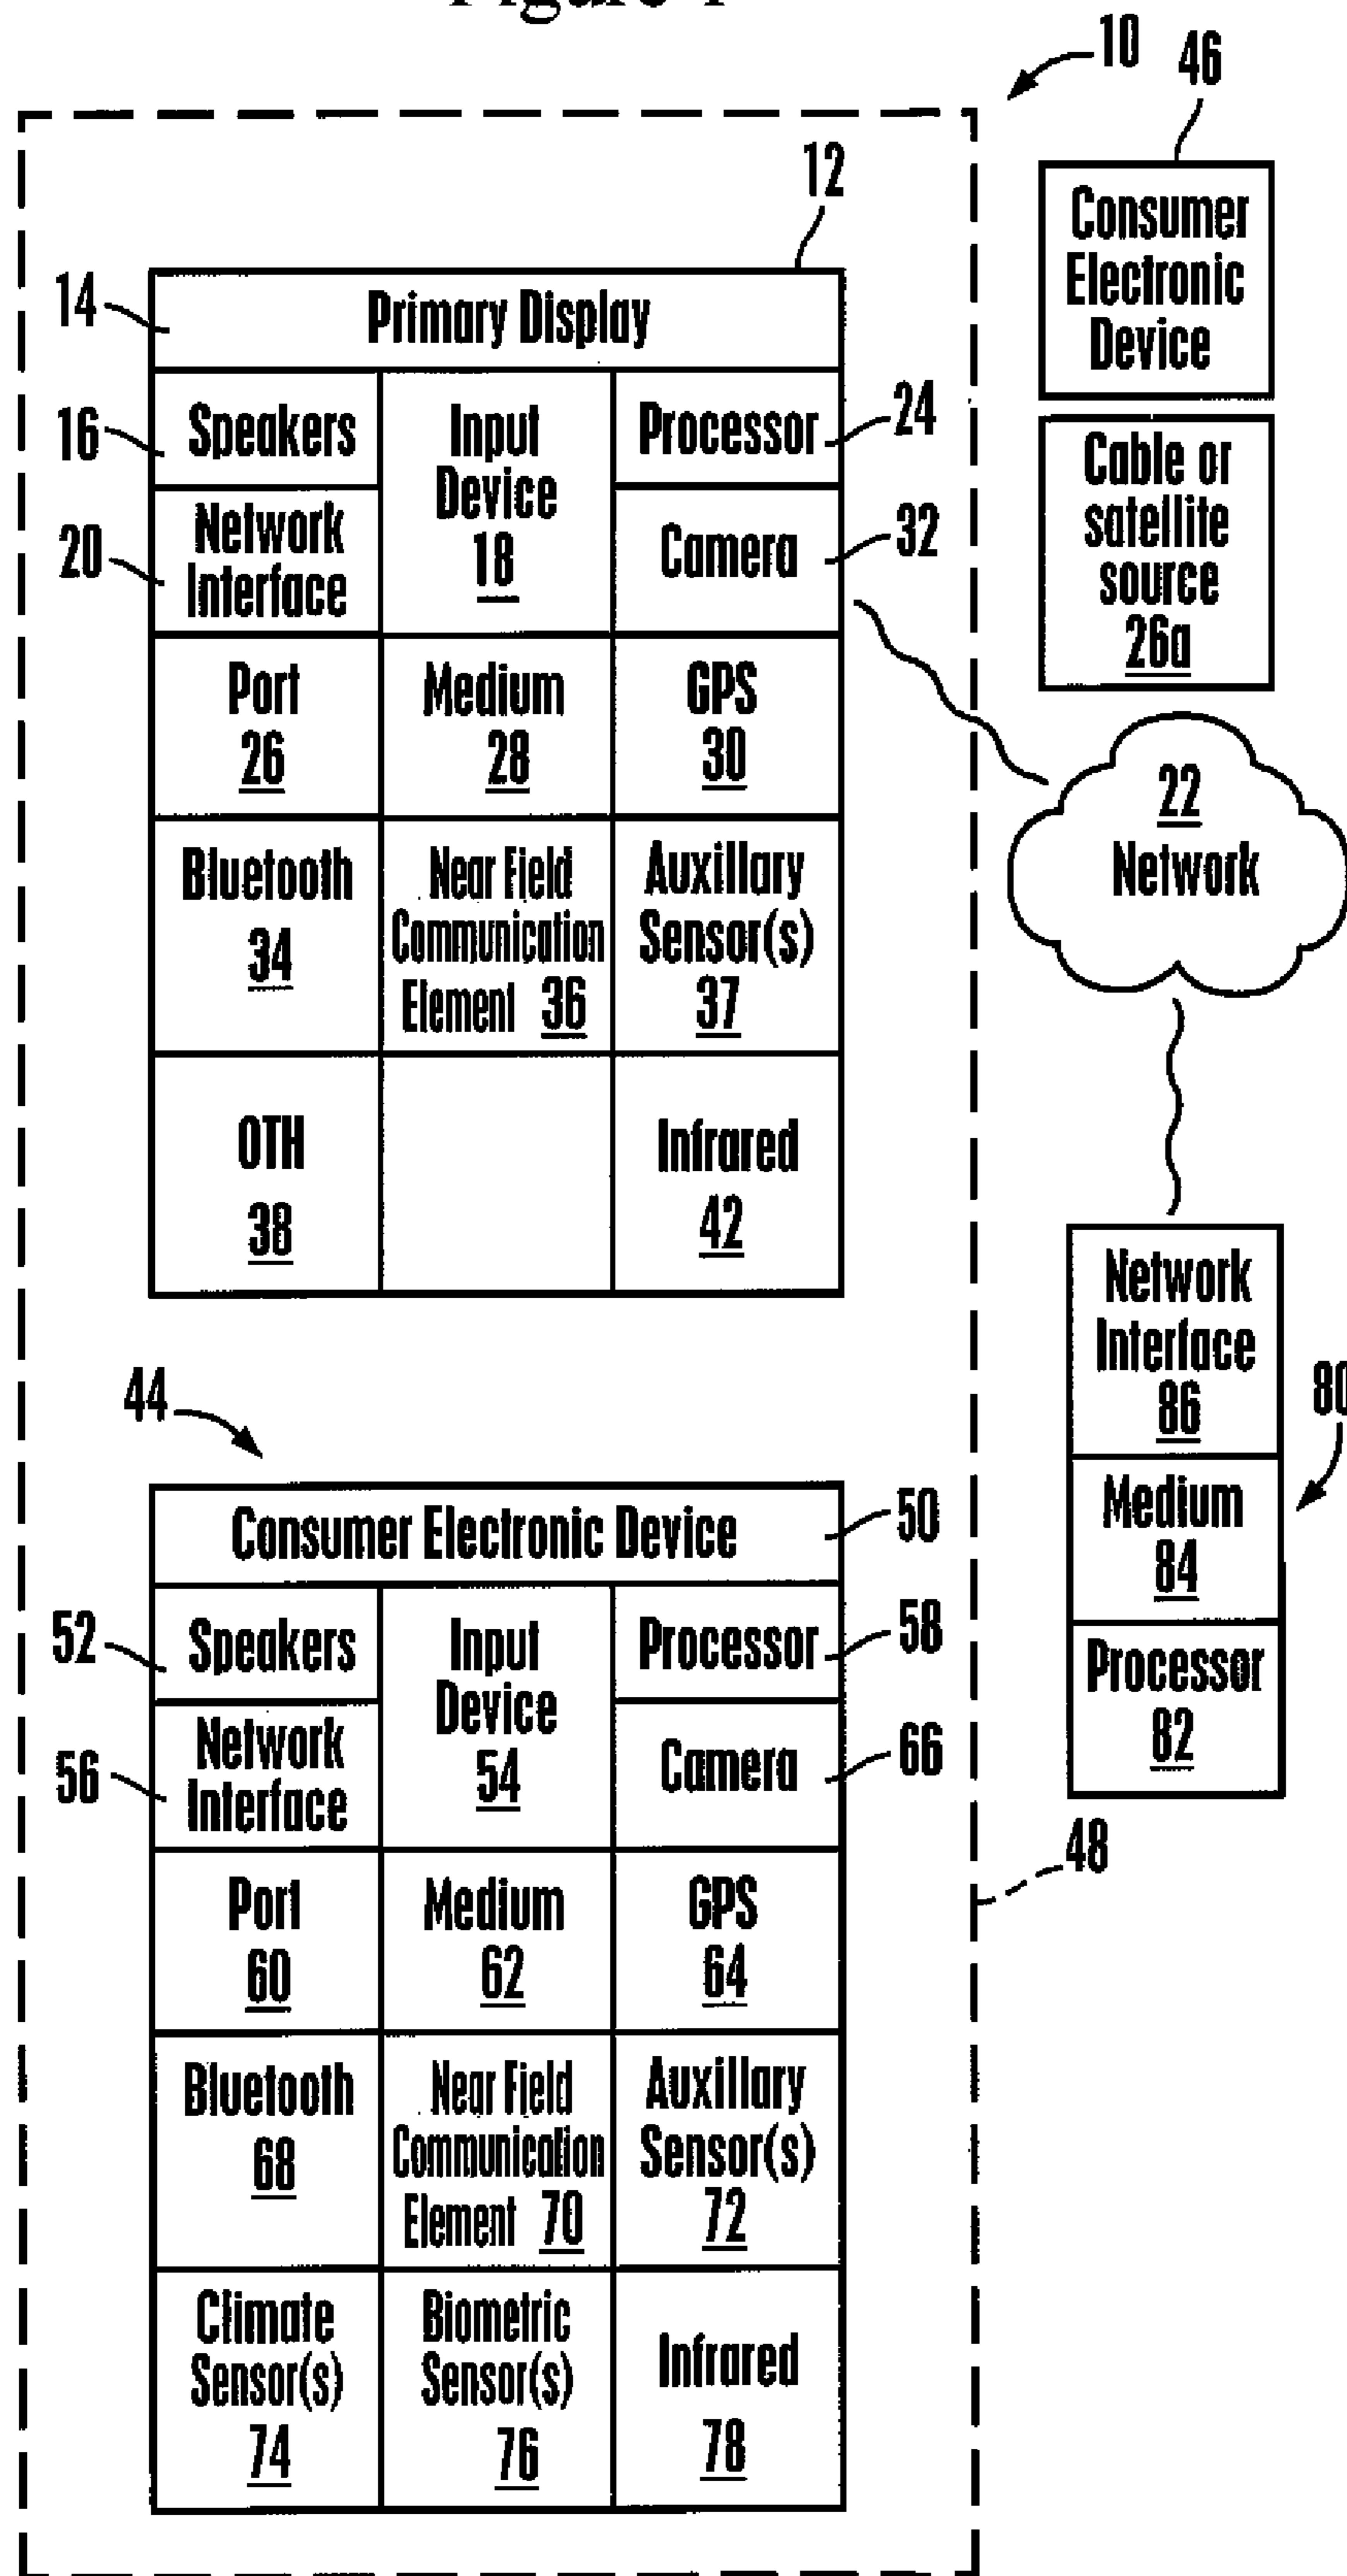 Figure 1
10
46
12
Consumer
Electronic
Device
14
Primary Display
16
Speakers
Input
Device
18
Processor
24
20
Network
Interface
Camera
32
Cable or
satellite
source
26a
Port
26
Medium
28
GPS
30
22
Network
Bluetooth
34
Near Field
Communication
Element 36
Auxillary
Sensor(s)
37
OTH
38
Infrared
42
Network
Interface
86
80
Medium
84
Processor
82
44
Consumer Electronic Device
50
52
Speakers
Input
Device
54
Processor
58
56
Network
Interface
Camera
66
48
Port
60
Medium
62
GPS
64
Bluetooth
68
Near Field
Communication
Element 70
Auxillary
Sensor(s)
72
Climate
Sensor(s)
74
Biometric
Sensor(s)
76
Infrared
78